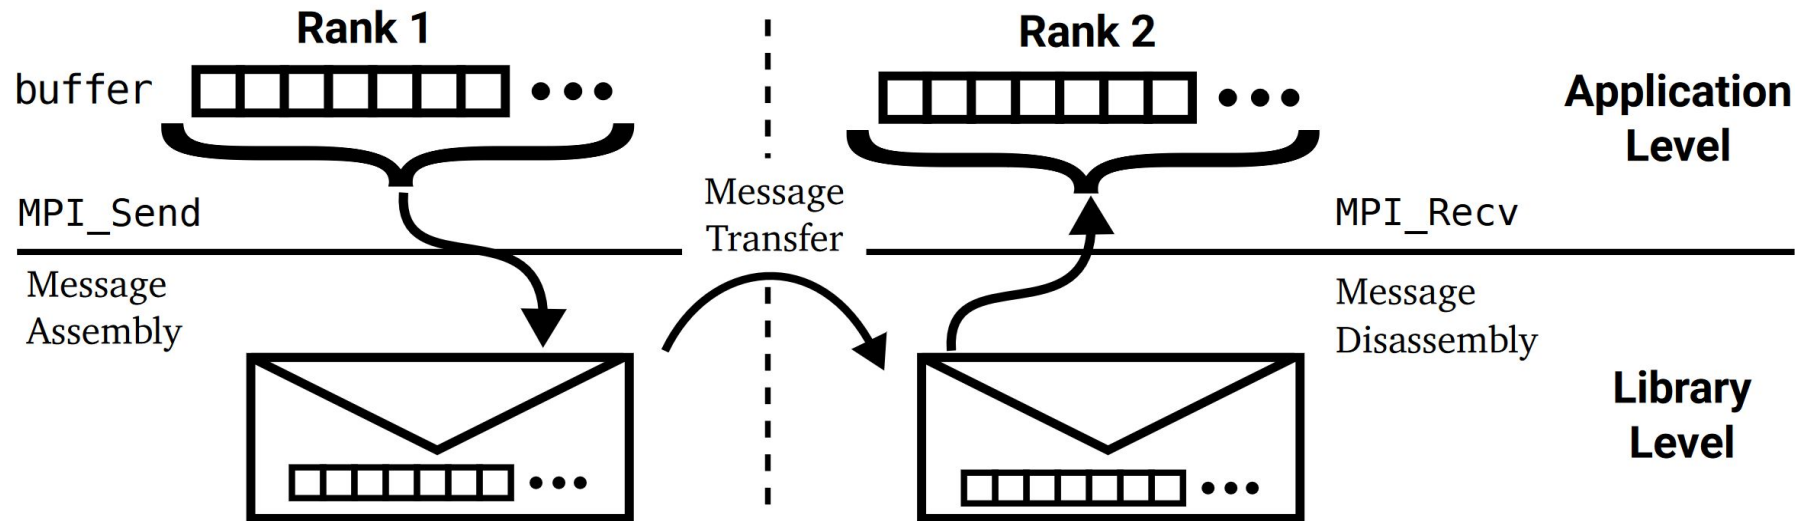 Rank 1
Rank 2
buffer
Application
Level
Message
Transfer
MPI_Send
MPI_Recv
Message
Assembly
Message
Disassembly
Library
Level